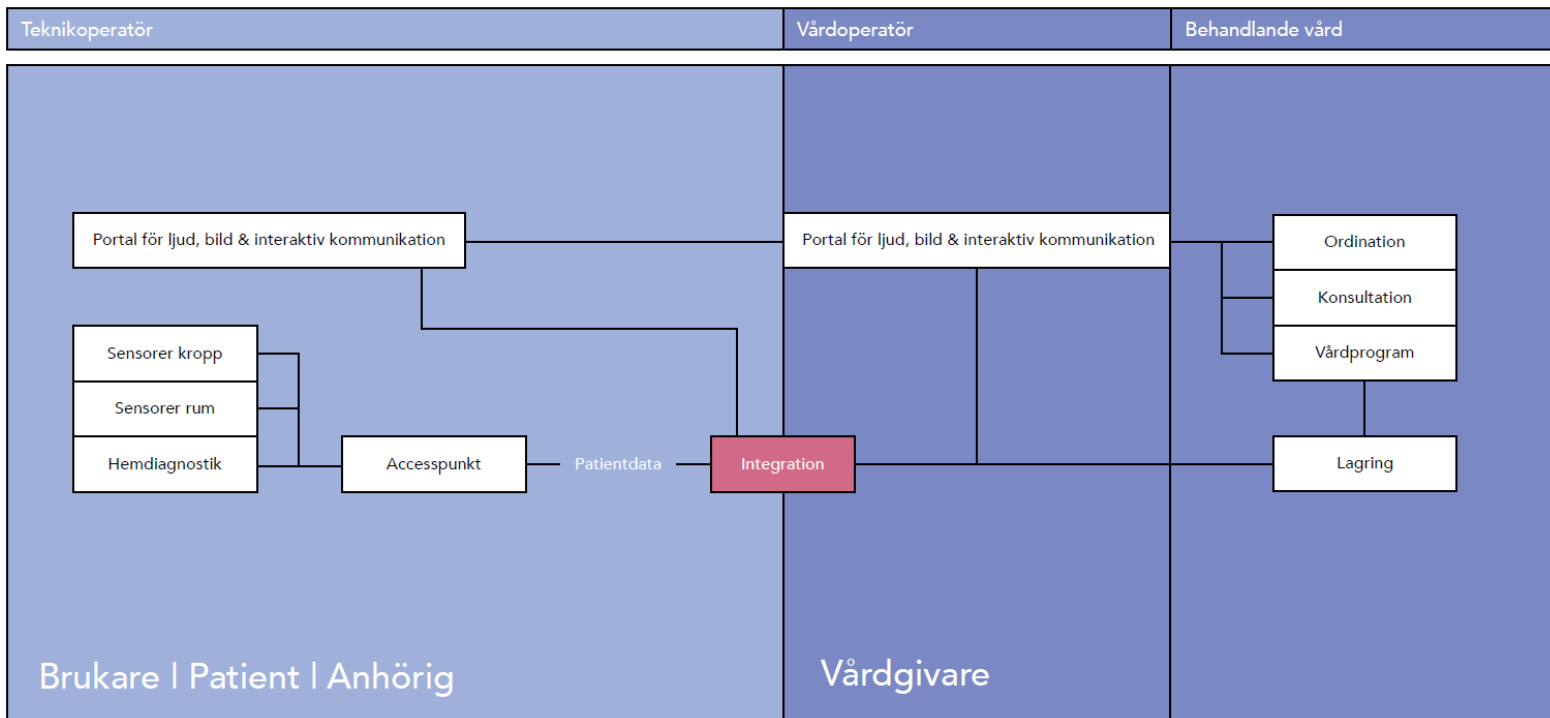 Teknikoperatör
Vårdoperatör
Behandlande vård
Portal för ljud, bild & interaktiv kommunikation
Portal för ljud, bild & interaktiv kommunikation
Ordination
Konsultation
Vårdprogram
Sensorer kropp
Sensorer rum
Hemdiagnostik
Accesspunkt
Patientdata
Integration
Lagring
Brukare | Patient | Anhörig
Vårdgivare